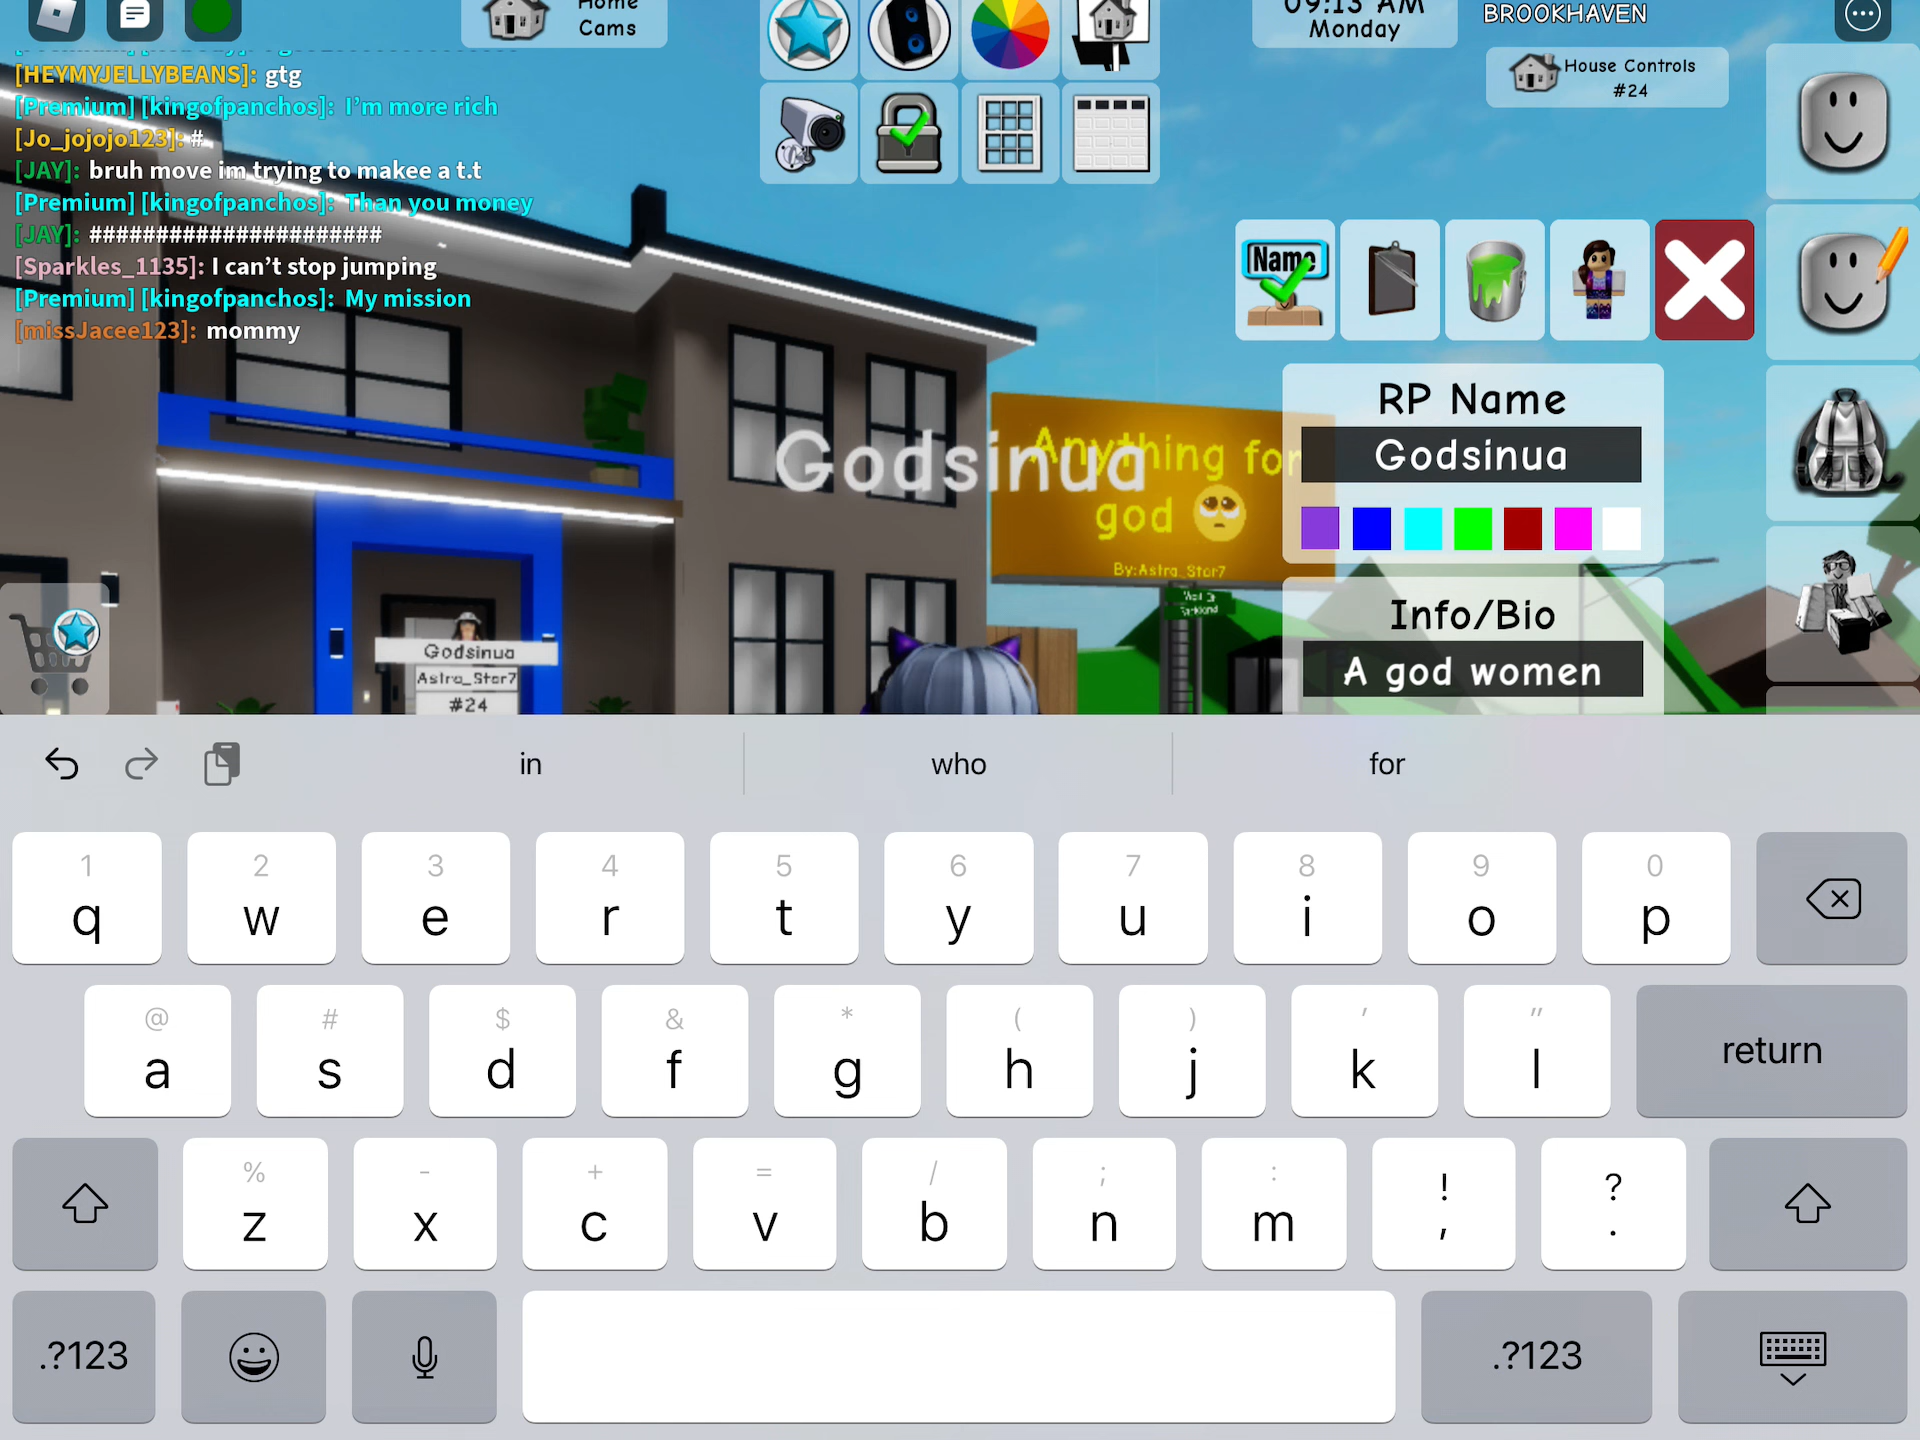 Home
Cams
09:13 AM
Monday
BROOKHAVEN
House Controls
#24
[HEYMYJELLYBEANS]: gtg
[Premium] [kingofpanchos]: I'm more rich
[Jo_jojojo123]: #
[JAY]: bruh move im trying to makee a t.t
[Premium] [kingofpanchos]: Than you money
[JAY]: ######################
[Sparkles_1135]: I can't stop jumping
[Premium] [kingofpanchos]: My mission
[missJacee123]: mommy
Name
RP Name
Godsinua
Godsinua
Anything for
god 🥺
By:Astra_Star7
Info/Bio
A god women
Godsinua
Astra_Star7
#24
in
who
for
1 2 3 4 5 6 7 8 9 0
q w e r t y u i o p
@ # $ & * ( ) ' "
a s d f g h j k l return
% - + = / ; : ! ?
z x c v b n m , .
.?123
.?123